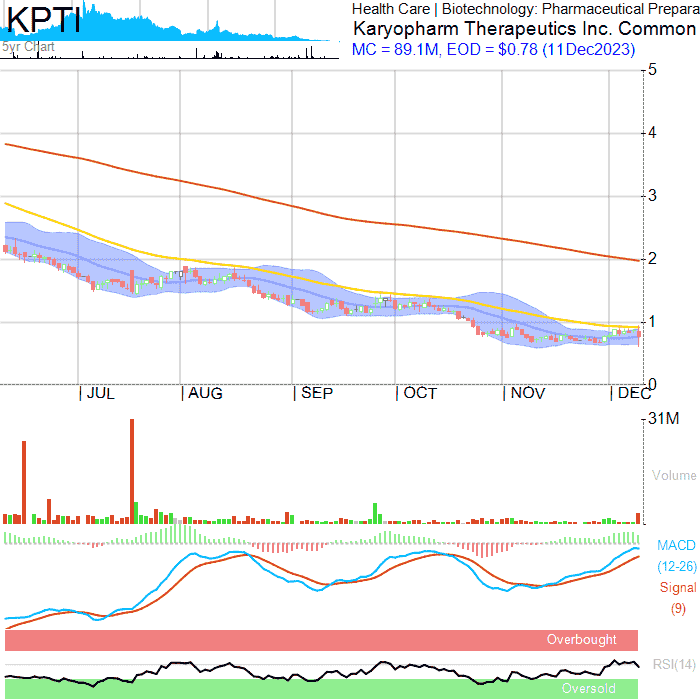 KPTI
5yr Chart
Health Care | Biotechnology: Pharmaceutical Prepara
Karyopharm Therapeutics Inc. Common
MC = 89.1M, EOD = $0.78 (11Dec2023)
5
4
3
2
1
0
| JUL | AUG | SEP | OCT | NOV | DEC
31M
Volume
MACD
(12-26)
Signal
(9)
Overbought
RSI(14)
Oversold